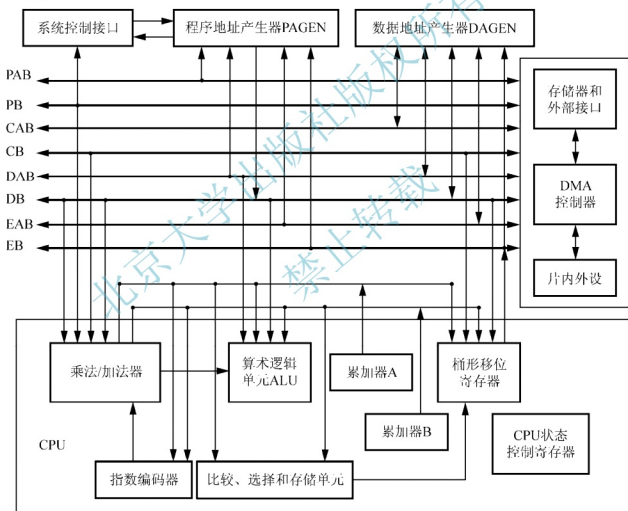 系统控制接口
程序地址产生器PAGEN
数据地址产生器DAGEN
PAB
PB
CAB
CB
DAB
DB
EAB
EB
存储器和
外部接口
DMA
控制器
片内外设
乘法/加法器
算术逻辑
单元ALU
累加器A
桶形移位
寄存器
累加器B
CPU状态
控制寄存器
CPU
指数编码器
比较、选择和存储单元
北京大学出版社版权所有
禁止转载